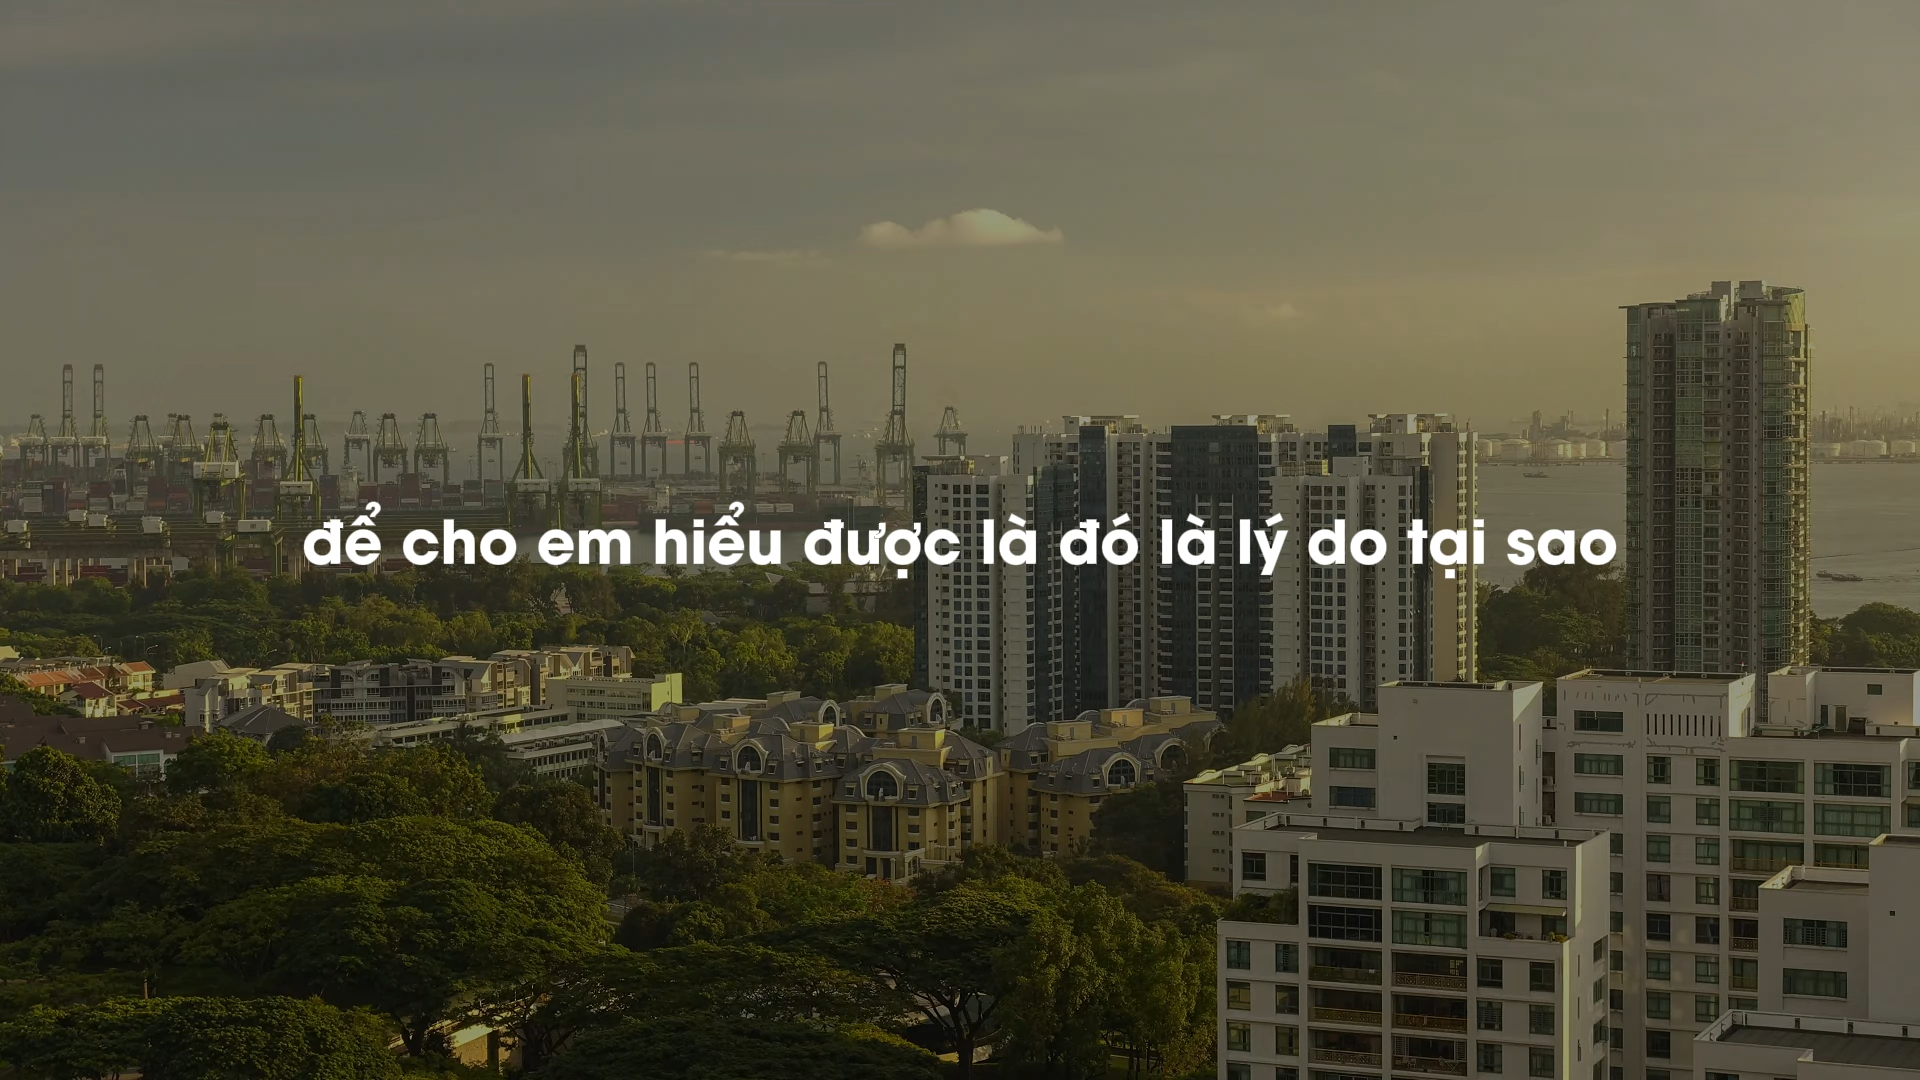 để cho em hiểu được là đó là lý do tại sao